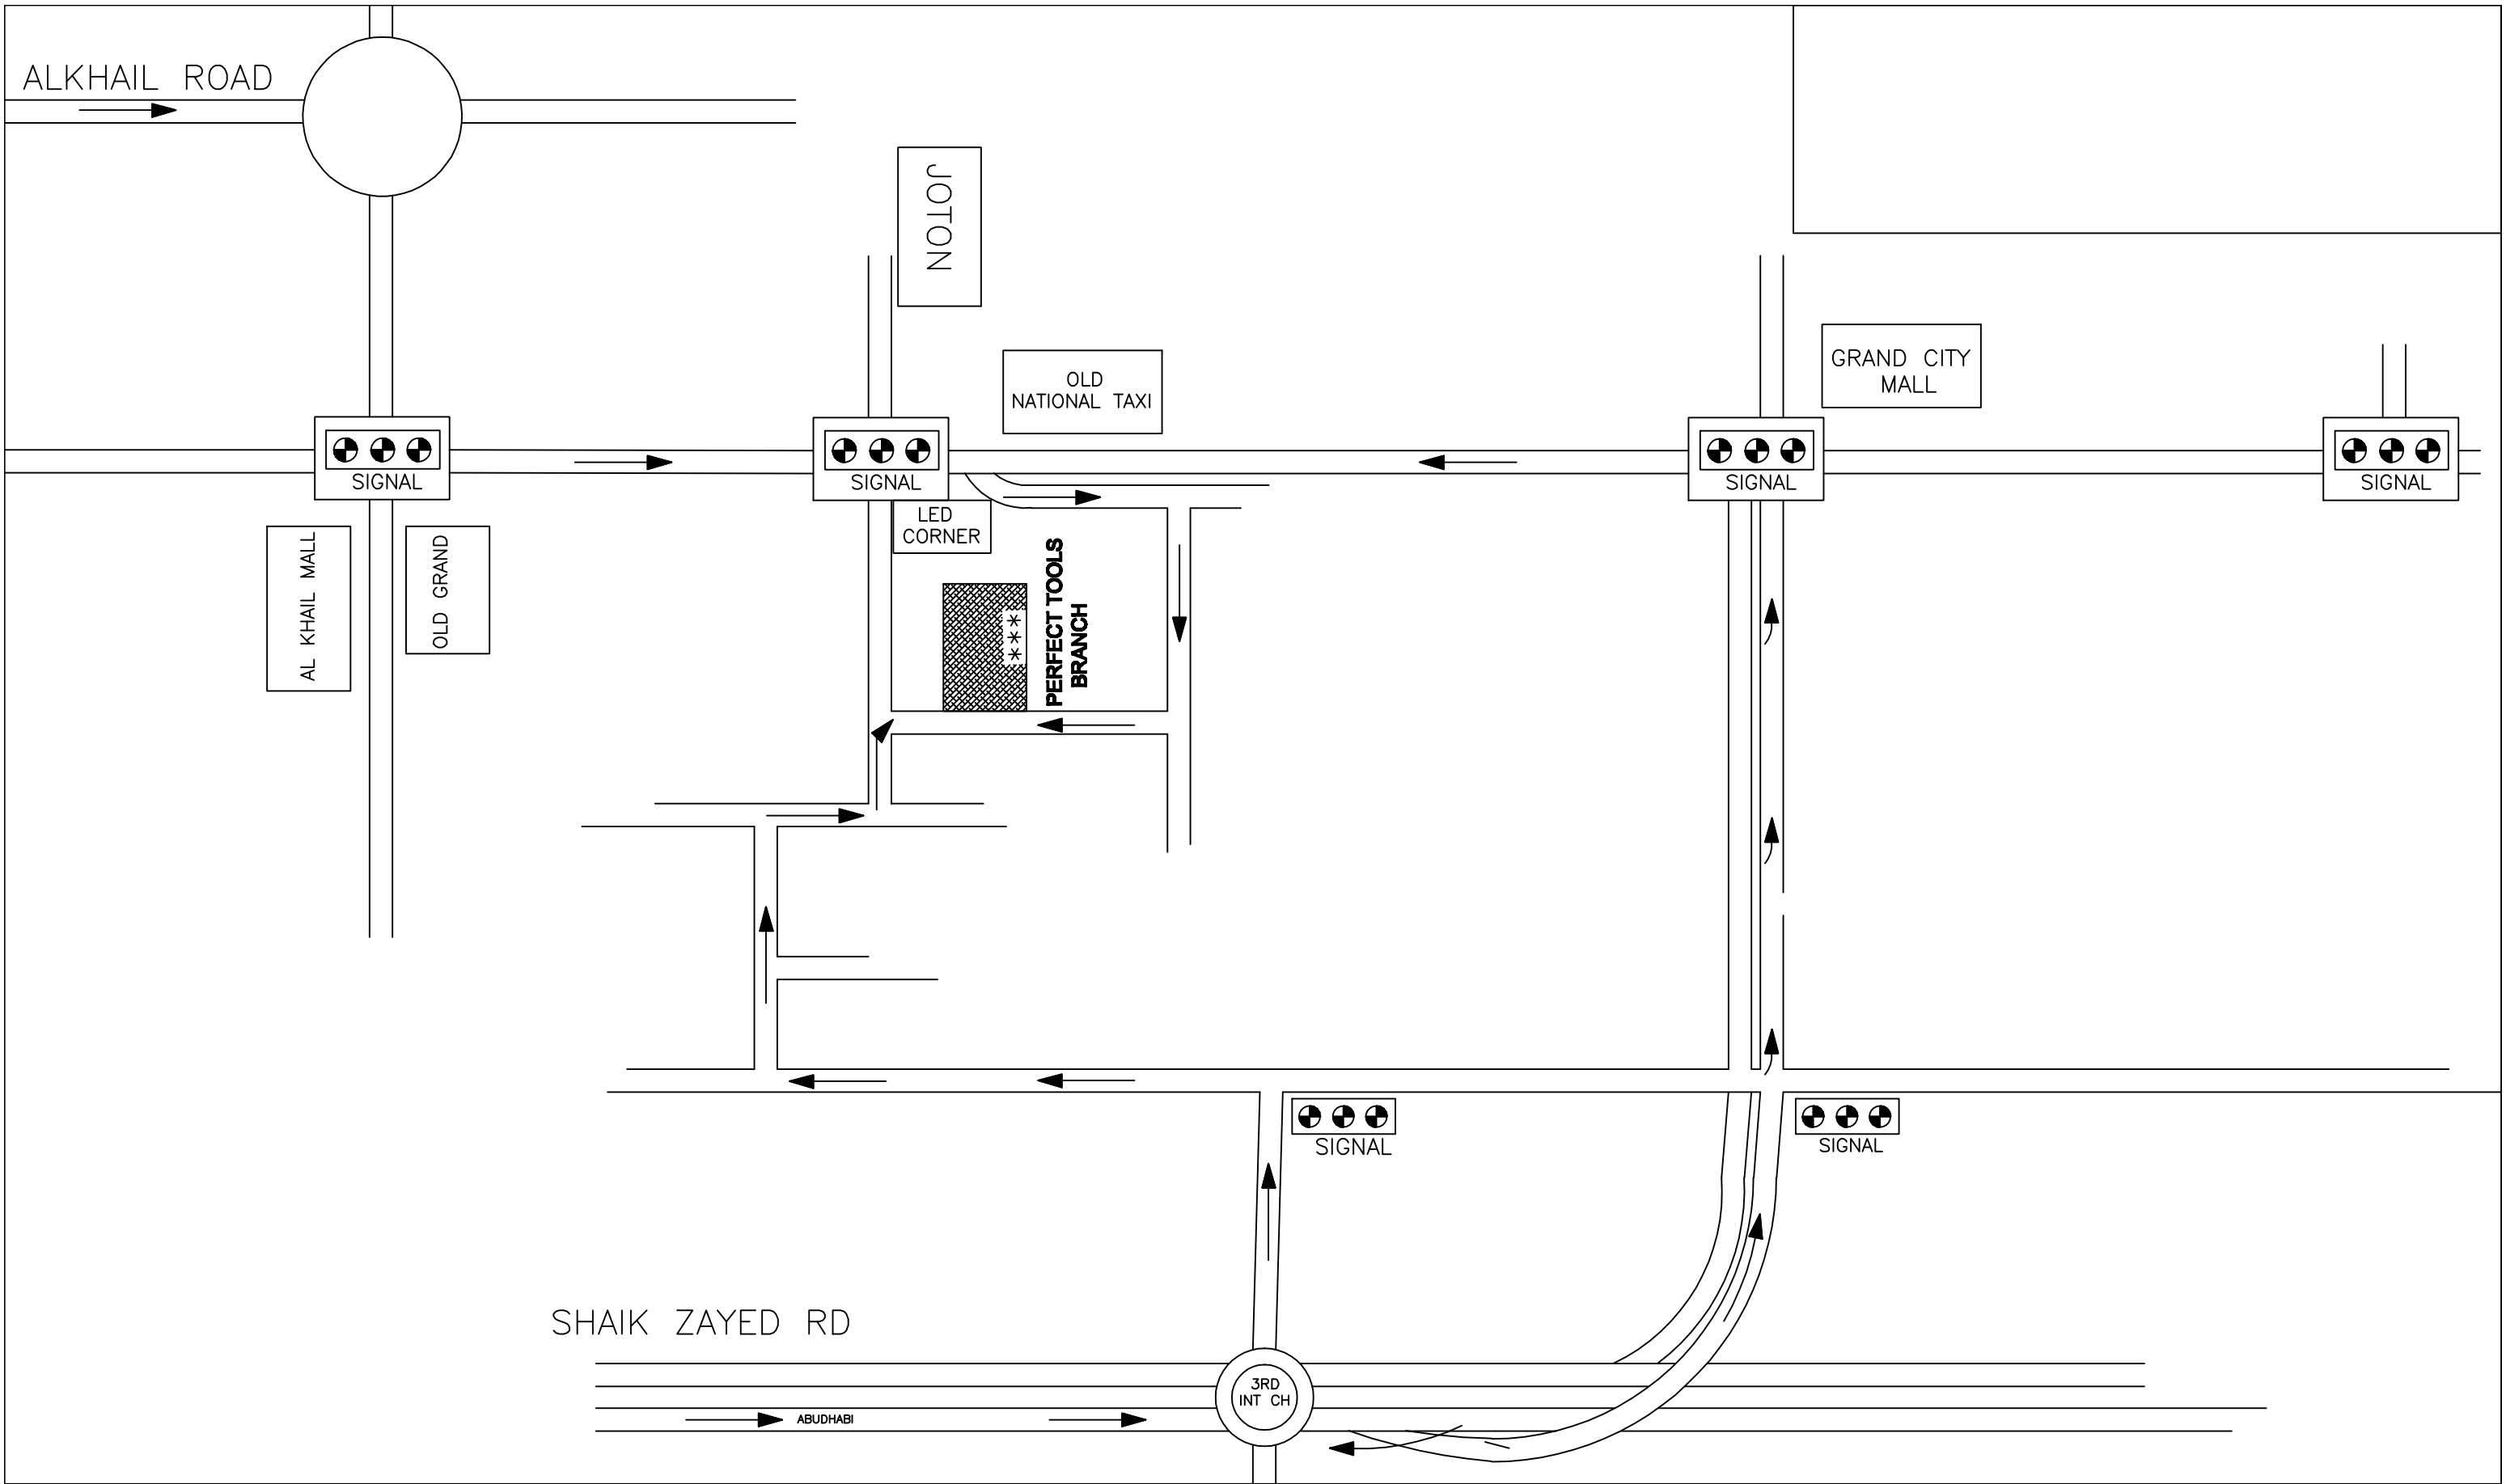 ALKHAIL ROAD
JOTON
OLD
NATIONAL TAXI
GRAND CITY
MALL
SIGNAL
SIGNAL
SIGNAL
SIGNAL
LED
CORNER
AL KHAIL MALL
OLD GRAND
***
PERFECT TOOLS
BRANCH
SIGNAL
SIGNAL
SHAIK ZAYED RD
3RD
INT CH
ABUDHABI